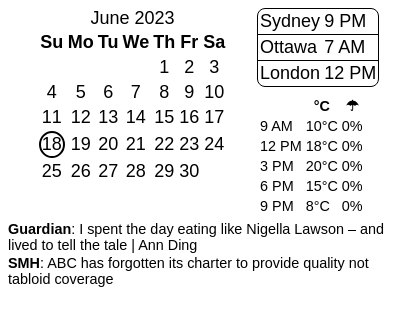 June 2023
Su Mo Tu We Th Fr Sa
1 2 3
4 5 6 7 8 9 10
11 12 13 14 15 16 17
18 19 20 21 22 23 24
25 26 27 28 29 30
Sydney 9 PM
Ottawa 7 AM
London 12 PM
°C ☂
9 AM 10°C 0%
12 PM 18°C 0%
3 PM 20°C 0%
6 PM 15°C 0%
9 PM 8°C 0%
Guardian: I spent the day eating like Nigella Lawson – and
lived to tell the tale | Ann Ding
SMH: ABC has forgotten its charter to provide quality not
tabloid coverage